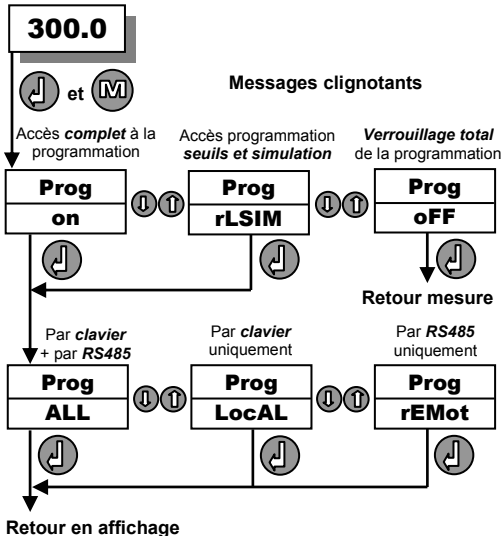 300.0
et M
Messages clignotants
Accès complet à la programmation
Accès programmation seuils et simulation
Verrouillage total de la programmation
Prog
on
Prog
rLSIM
Prog
oFF
Retour mesure
Par clavier + par RS485
Par clavier uniquement
Par RS485 uniquement
Prog
ALL
Prog
LocAL
Prog
rEMot
Retour en affichage